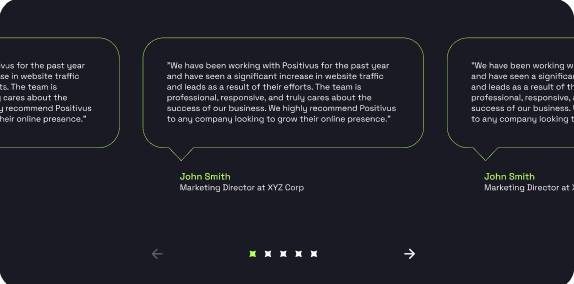 vus for the past year
se in website traffic
ts. The team is
cares about the
y recommend Positivus
heir online presence."
"We have been working with Positivus for the past year
and have seen a significant increase in website traffic
and leads as a result of their efforts. The team is
professional, responsive, and truly cares about the
success of our business. We highly recommend Positivus
to any company looking to grow their online presence."
John Smith
Marketing Director at XYZ Corp
"We have been working w
and have seen a significa
and leads as a result of th
professional, responsive, a
success of our business. W
to any company looking t
John Smith
Marketing Director at X